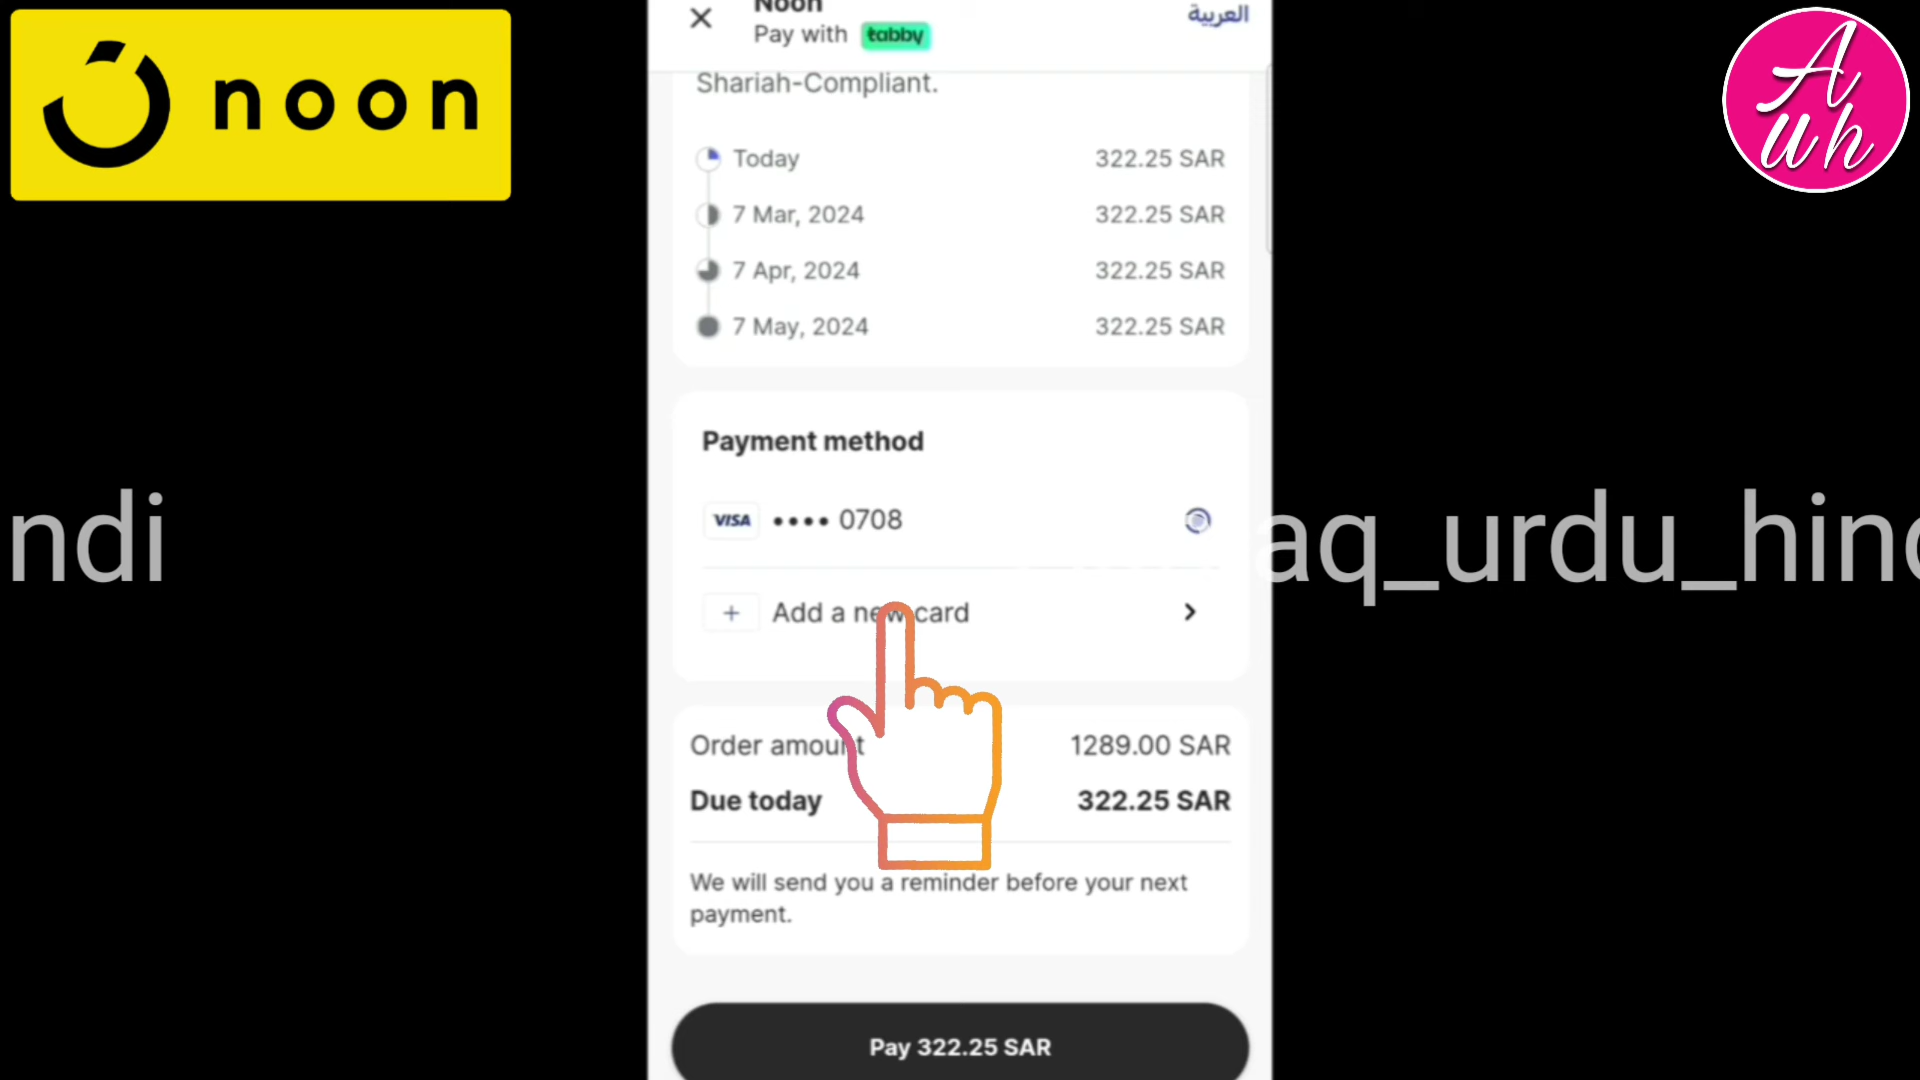 noon
Noon
Pay with tabby
العربية
Auh
Shariah-Compliant.
Today 322.25 SAR
7 Mar, 2024 322.25 SAR
7 Apr, 2024 322.25 SAR
7 May, 2024 322.25 SAR
Payment method
VISA •••• 0708
+ Add a new card
ndi
aq_urdu_hind
Order amount 1289.00 SAR
Due today 322.25 SAR
We will send you a reminder before your next
payment.
Pay 322.25 SAR